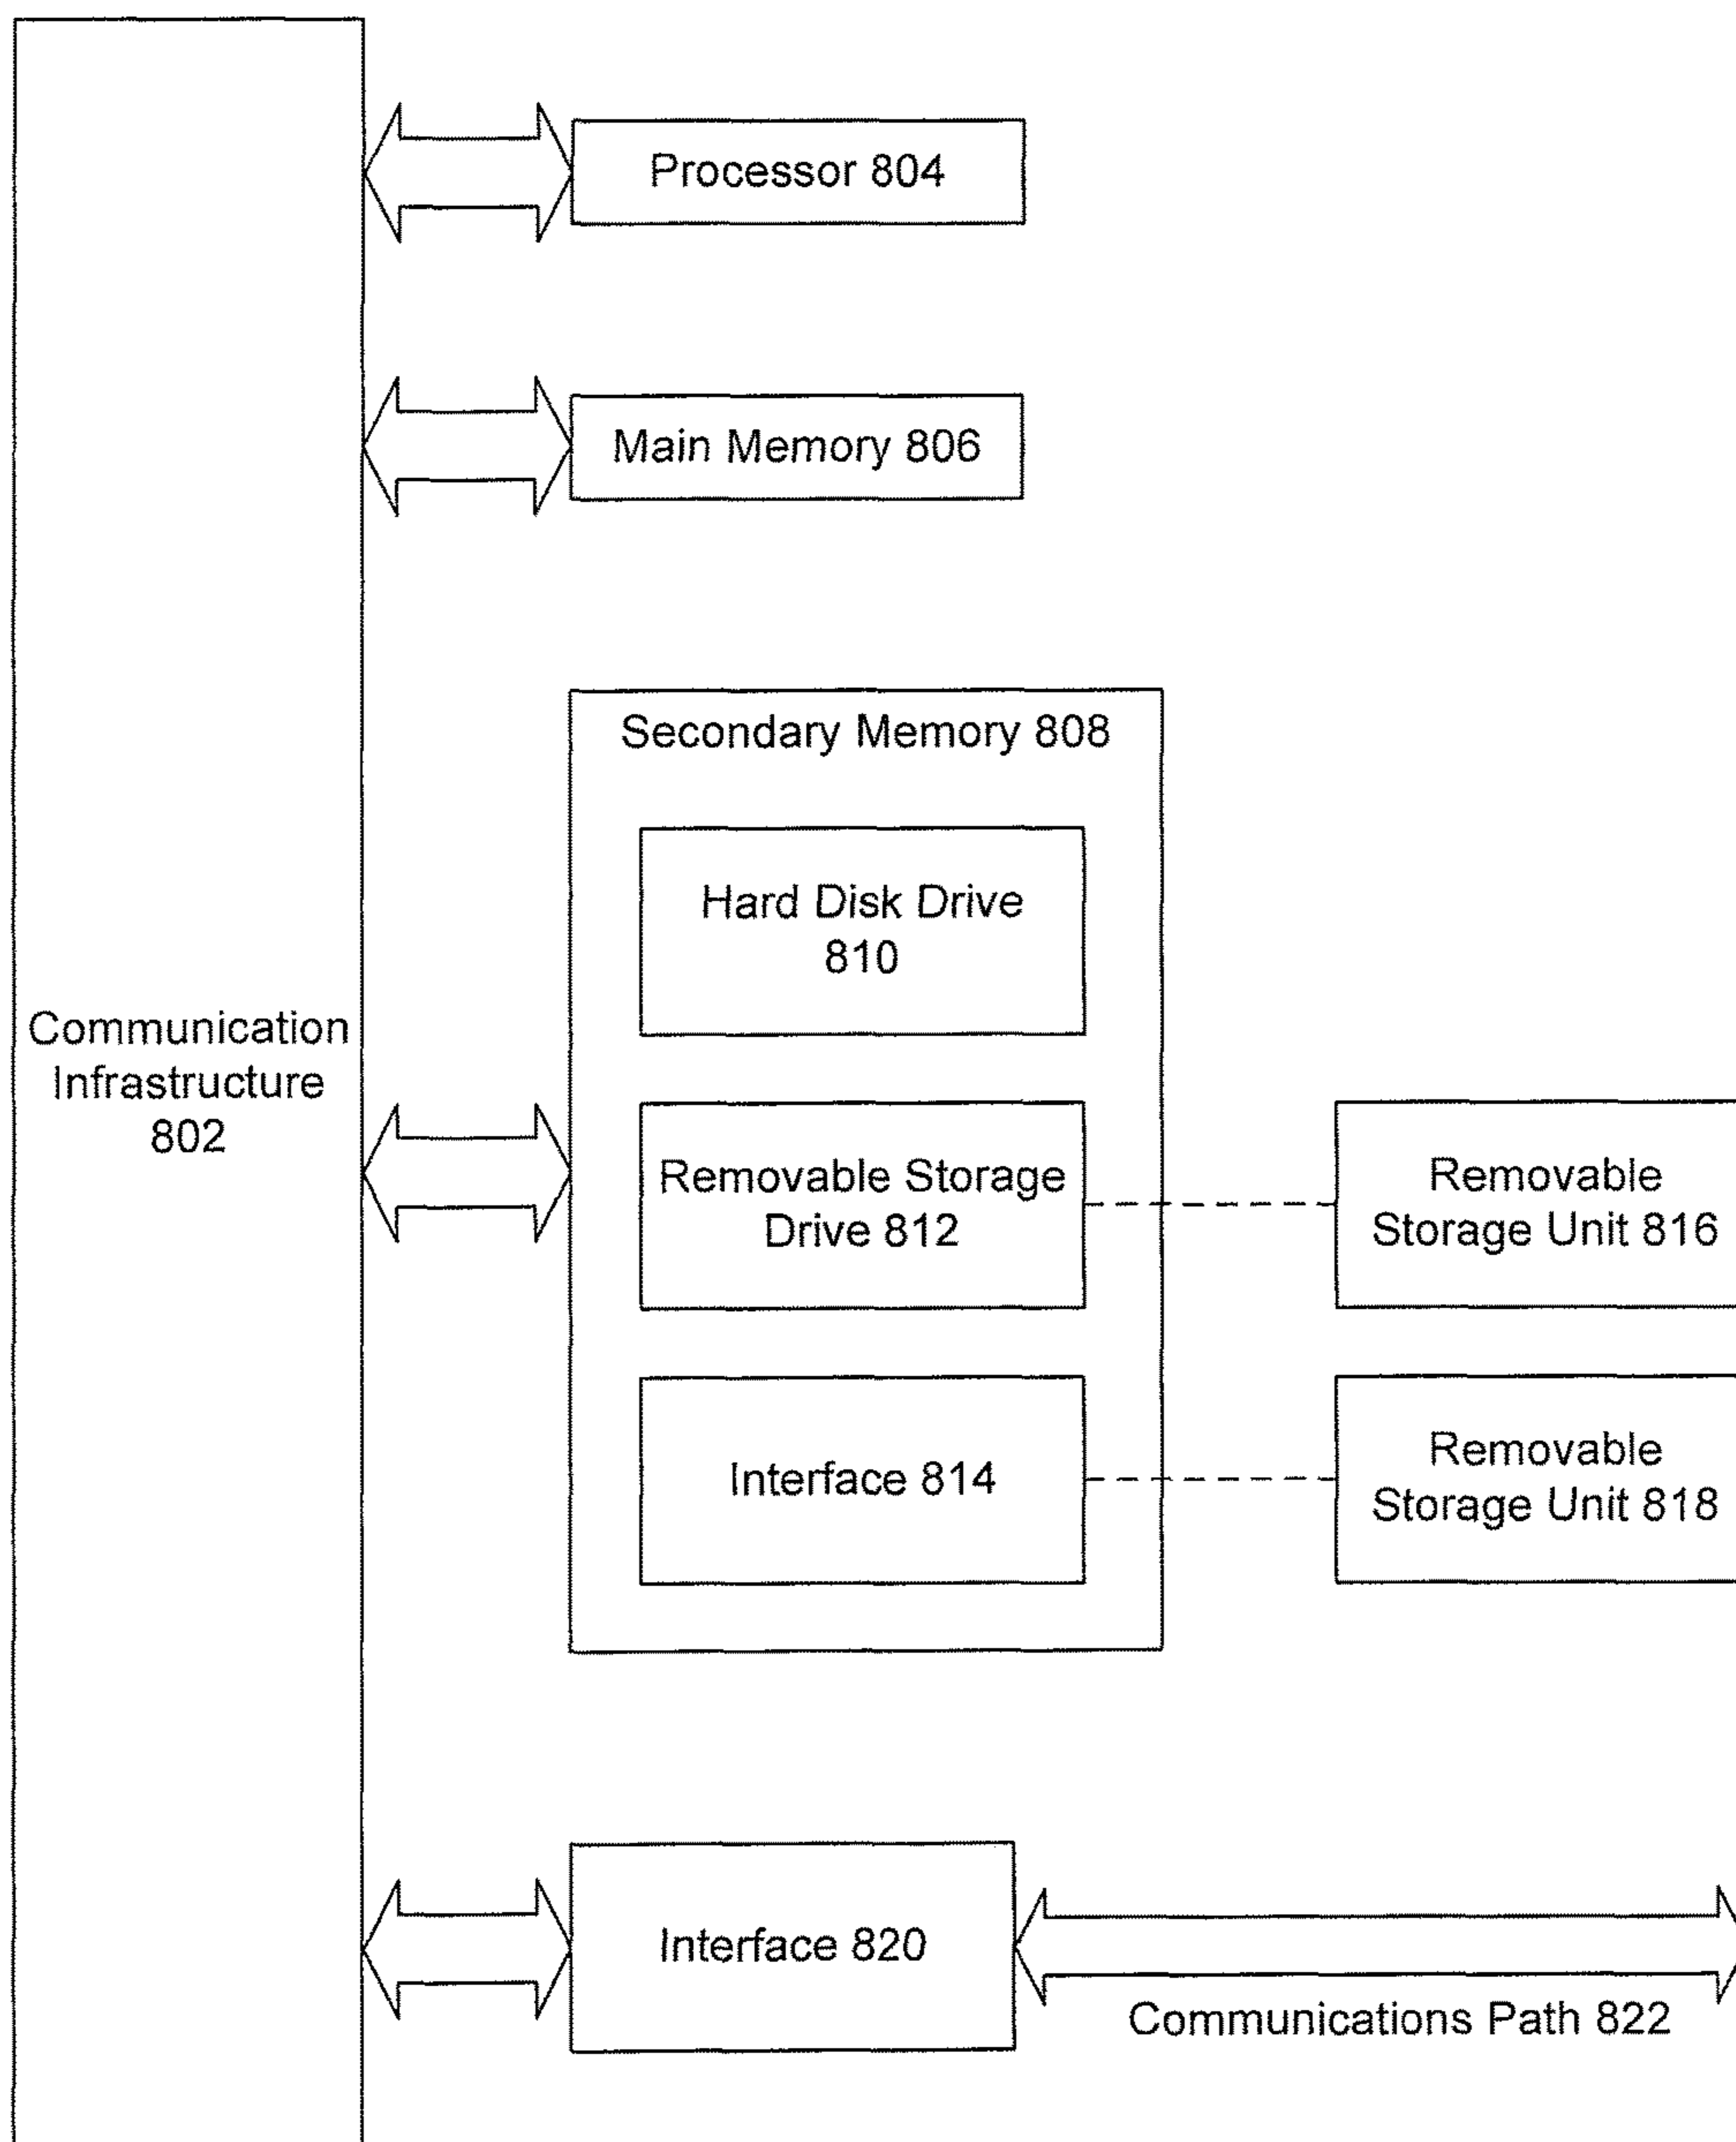 Processor 804
Main Memory 806
Secondary Memory 808
Hard Disk Drive
810
Communication
Infrastructure
802
Removable Storage
Drive 812
Removable
Storage Unit 816
Interface 814
Removable
Storage Unit 818
Interface 820
Communications Path 822